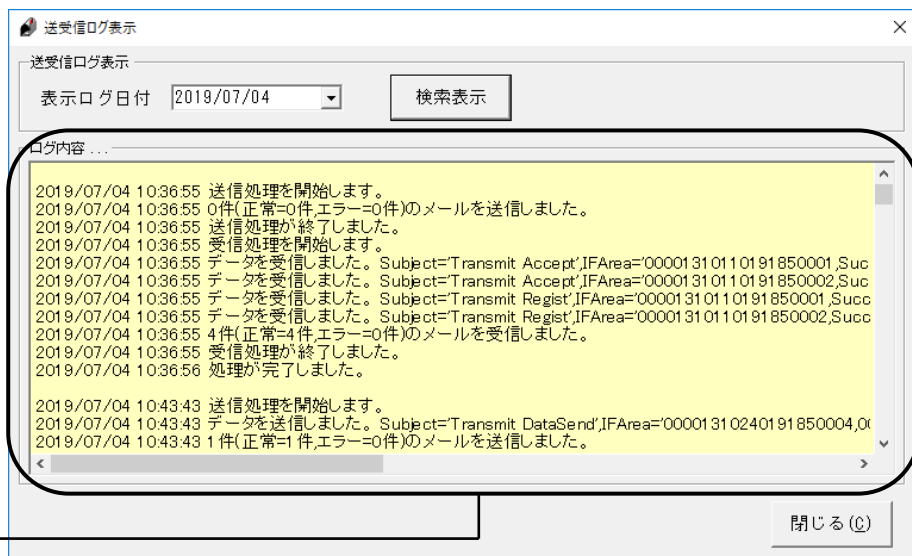 送受信ログ表示
送受信ログ表示
表示ログ日付 2019/07/04 検索表示
ログ内容 ...
2019/07/04 10:36:55 送信処理を開始します。
2019/07/04 10:36:55 0件(正常=0件,エラー=0件)のメールを送信しました。
2019/07/04 10:36:55 送信処理が終了しました。
2019/07/04 10:36:55 受信処理を開始します。
2019/07/04 10:36:55 データを受信しました。Subject='Transmit Accept',IFArea='00001310110191850001,Suc
2019/07/04 10:36:55 データを受信しました。Subject='Transmit Accept',IFArea='00001310110191850002,Suc
2019/07/04 10:36:55 データを受信しました。Subject='Transmit Regist',IFArea='00001310110191850001,Succ
2019/07/04 10:36:55 データを受信しました。Subject='Transmit Regist',IFArea='00001310110191850002,Succ
2019/07/04 10:36:55 4件(正常=4件,エラー=0件)のメールを受信しました。
2019/07/04 10:36:55 受信処理が終了しました。
2019/07/04 10:36:56 処理が完了しました。
2019/07/04 10:43:43 送信処理を開始します。
2019/07/04 10:43:43 データを送信しました。Subject='Transmit DataSend',IFArea='00001310240191850004,0
2019/07/04 10:43:43 1件(正常=1件,エラー=0件)のメールを送信しました。
閉じる(C)